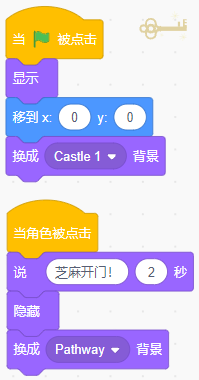 当 被点击
显示
移到 x: 0 y: 0
换成 Castle 1 背景
当角色被点击
说 芝麻开门！ 2 秒
隐藏
换成 Pathway 背景